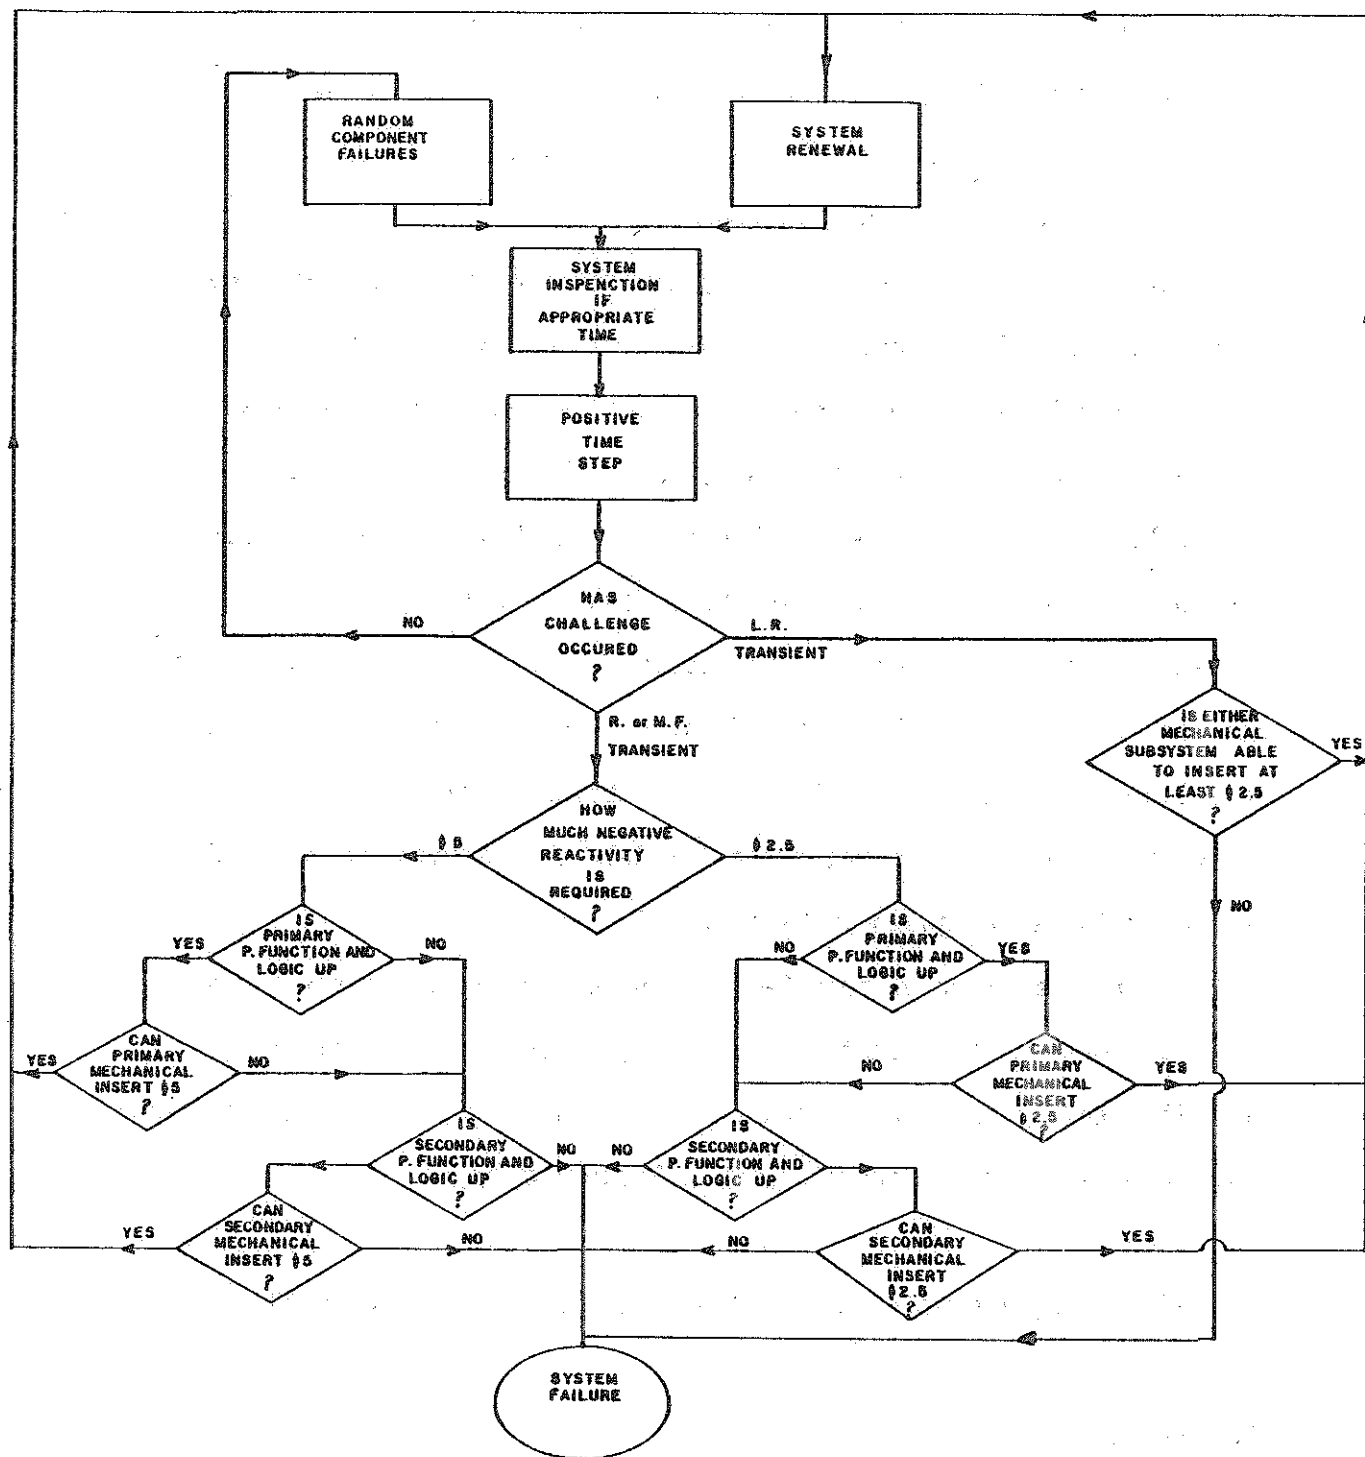 RANDOM
COMPONENT
FAILURES
SYSTEM
RENEWAL
SYSTEM
INSPENCTION
IF
APPROPRIATE
TIME
POSITIVE
TIME
STEP
HAS
CHALLENGE
OCCURED
?
NO
L.R.
TRANSIENT
R. or M.F.
TRANSIENT
IS EITHER
MECHANICAL
SUBSYSTEM ABLE
TO INSERT AT
LEAST $ 2.5
?
YES
NO
HOW
MUCH NEGATIVE
REACTIVITY
IS
REQUIRED
?
$ 5
$ 2.5
IS
PRIMARY
P. FUNCTION AND
LOGIC UP
?
YES
NO
IS
PRIMARY
P. FUNCTION AND
LOGIC UP
?
NO
YES
CAN
PRIMARY
MECHANICAL
INSERT $5
?
YES
NO
CAN
PRIMARY
MECHANICAL
INSERT
$ 2.5
?
NO
YES
IS
SECONDARY
P. FUNCTION AND
LOGIC UP
?
NO
IS
SECONDARY
P. FUNCTION AND
LOGIC UP
?
NO
CAN
SECONDARY
MECHANICAL
INSERT $5
?
YES
NO
CAN
SECONDARY
MECHANICAL
INSERT
$ 2.5
?
NO
YES
SYSTEM
FAILURE